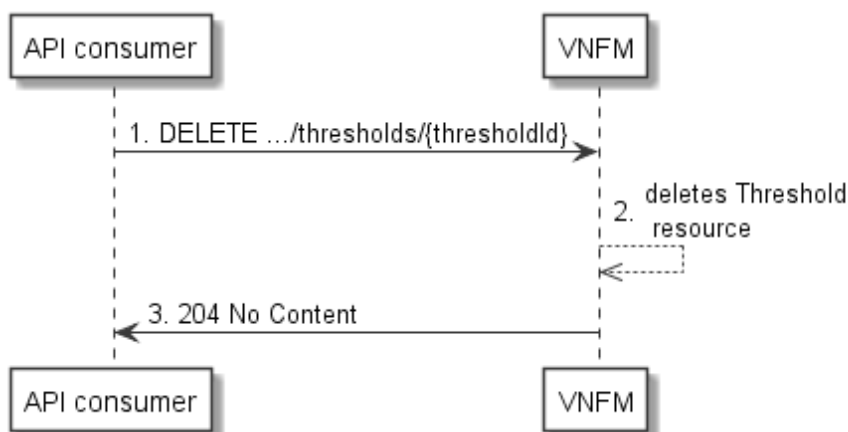 API consumer
VNFM
1. DELETE .../thresholds/{thresholdId}
2. deletes Threshold
resource
3. 204 No Content
API consumer
VNFM